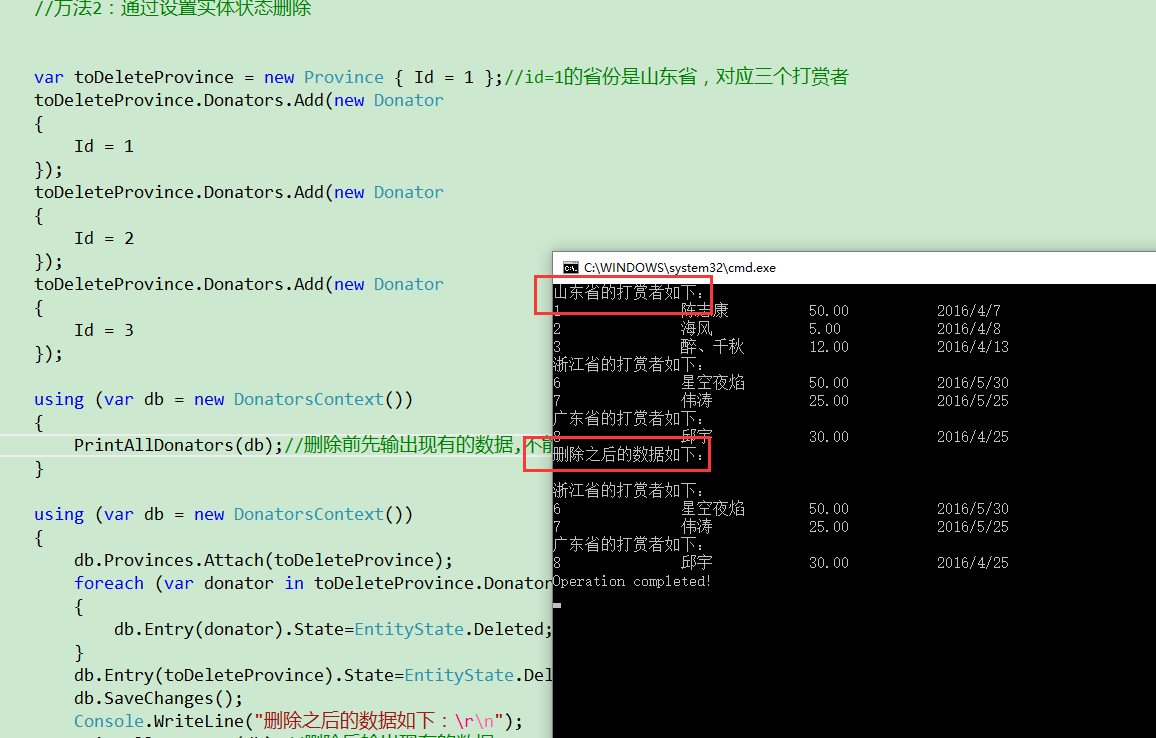 //方法2：通过设置实体状态删除
var toDeleteProvince = new Province { Id = 1 };//id=1的省份是山东省，对应三个打赏者
toDeleteProvince.Donators.Add(new Donator
{
Id = 1
});
toDeleteProvince.Donators.Add(new Donator
{
Id = 2
});
toDeleteProvince.Donators.Add(new Donator
{
Id = 3
});
using (var db = new DonatorsContext())
{
PrintAllDonators(db);//删除前先输出现有的数据,不能
}
using (var db = new DonatorsContext())
{
db.Provinces.Attach(toDeleteProvince);
foreach (var donator in toDeleteProvince.Donator
{
db.Entry(donator).State=EntityState.Deleted;
}
db.Entry(toDeleteProvince).State=EntityState.Del
db.SaveChanges();
Console.WriteLine("删除之后的数据如下：\r\n");
C:\WINDOWS\system32\cmd.exe
山东省的打赏者如下：
1 陈志康 50.00 2016/4/7
2 海风 5.00 2016/4/8
3 醉、千秋 12.00 2016/4/13
浙江省的打赏者如下：
6 星空夜焰 50.00 2016/5/30
7 伟涛 25.00 2016/5/25
广东省的打赏者如下：
8 邱宇 30.00 2016/4/25
删除之后的数据如下：
浙江省的打赏者如下：
6 星空夜焰 50.00 2016/5/30
7 伟涛 25.00 2016/5/25
广东省的打赏者如下：
8 邱宇 30.00 2016/4/25
Operation completed!